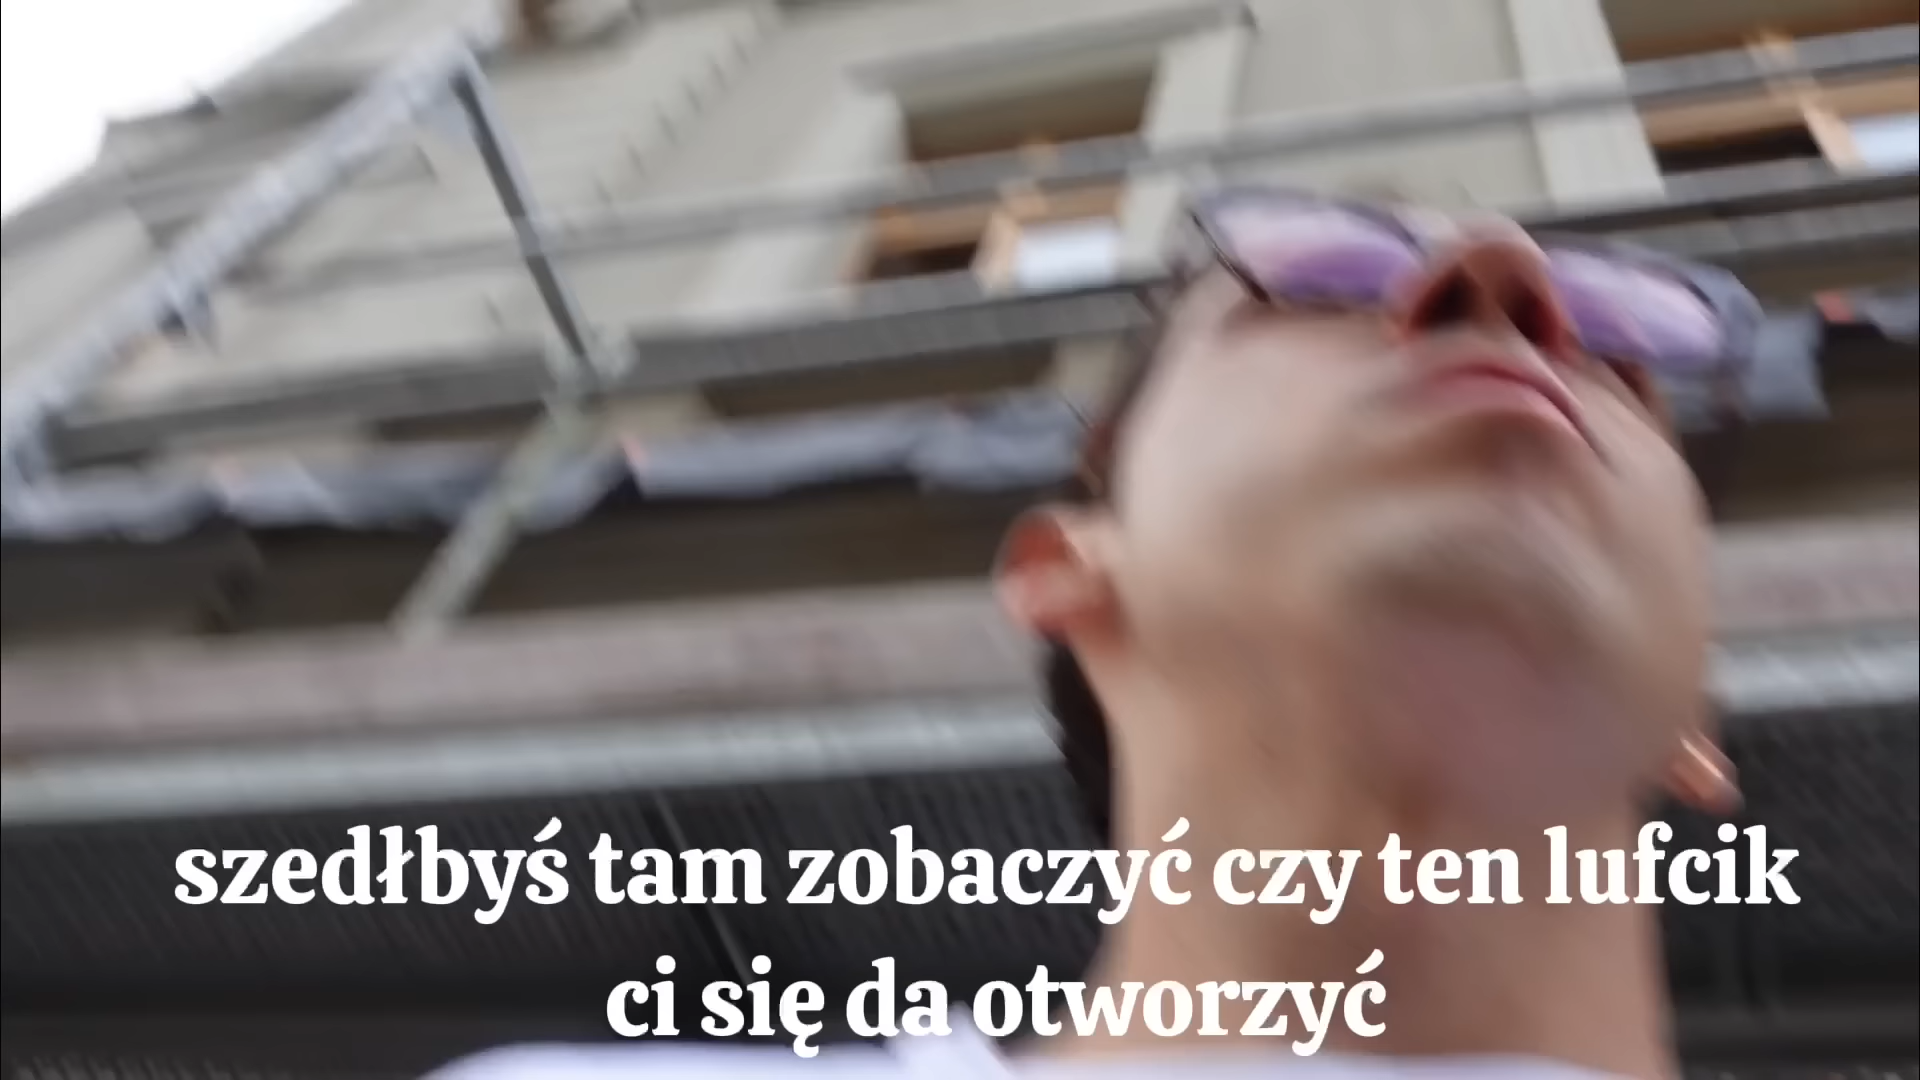 szedłbyś tam zobaczyć czy ten lufcik
ci się da otworzyć